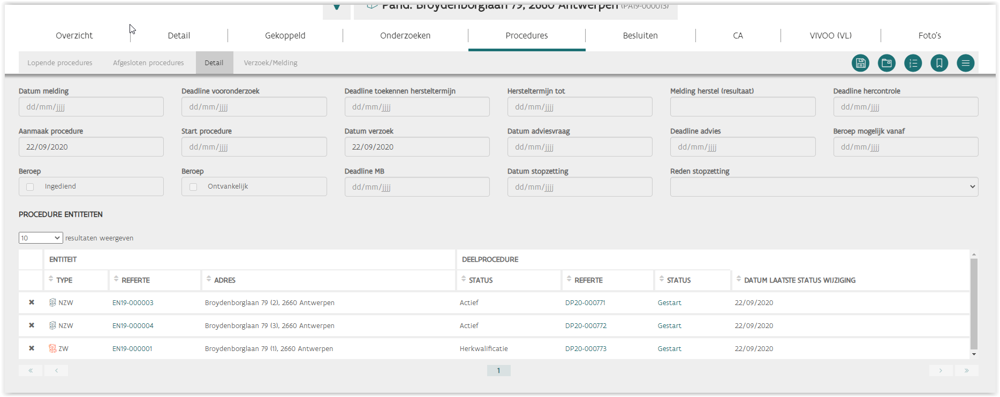 Pand: Broydenborglaan 79, 2660 Antwerpen (PA19-000013)
Overzicht Detail Gekoppeld Onderzoeken Procedures Besluiten CA VIVOO (VL) Foto's
Lopende procedures Afgesloten procedures Detail Verzoek/Melding
Datum melding Deadline vooronderzoek Deadline toekennen hersteltermijn Hersteltermijn tot Melding herstel (resultaat) Deadline hercontrole
dd/mm/jjjj dd/mm/jjjj dd/mm/jjjj dd/mm/jjjj dd/mm/jjjj
Aanmaak procedure Start procedure Datum verzoek Datum adviesvraag Deadline advies Beroep mogelijk vanaf
22/09/2020 dd/mm/jjjj 22/09/2020 dd/mm/jjjj dd/mm/jjjj dd/mm/jjjj
Beroep Beroep Deadline MB Datum stopzetting Reden stopzetting
Ingediend Ontvankelijk dd/mm/jjjj dd/mm/jjjj
PROCEDURE ENTITEITEN
10 resultaten weergeven
ENTITEIT DEELPROCEDURE
TYPE REFERTE ADRES STATUS REFERTE STATUS DATUM LAATSTE STATUS WIJZIGING
NZW EN19-000003 Broydenborglaan 79 (2), 2660 Antwerpen Actief DP20-000771 Gestart 22/09/2020
NZW EN19-000004 Broydenborglaan 79 (3), 2660 Antwerpen Actief DP20-000772 Gestart 22/09/2020
ZW EN19-000001 Broydenborglaan 79 (1), 2660 Antwerpen Herkwalificatie DP20-000773 Gestart 22/09/2020
« ‹ 1 › »